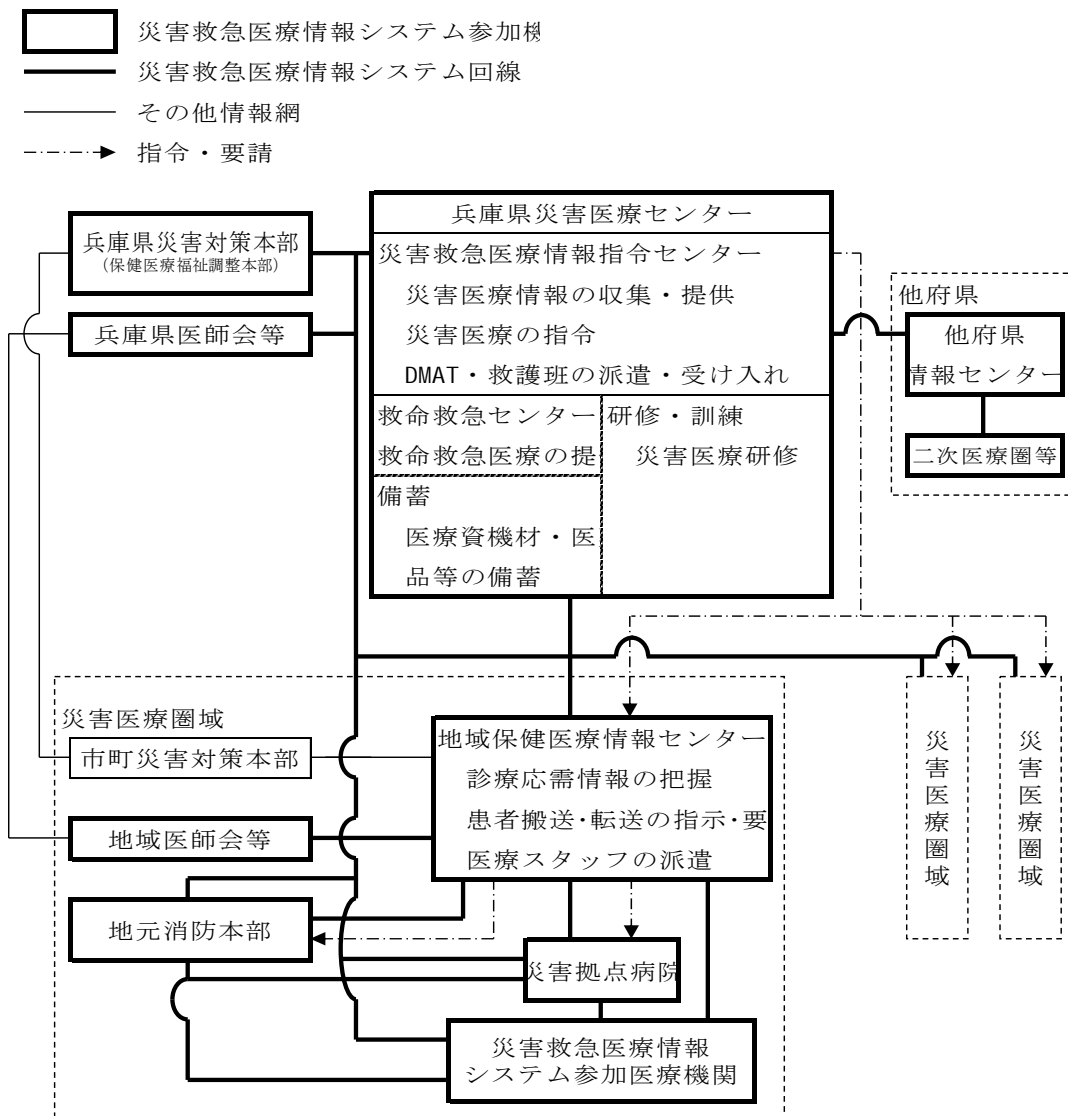 災害救急医療情報システム参加機
災害救急医療情報システム回線
その他情報網
指令・要請
兵庫県災害対策本部
(保健医療福祉調整本部)
兵庫県医師会等
兵庫県災害医療センター
災害救急医療情報指令センター
災害医療情報の収集・提供
災害医療の指令
DMAT・救護班の派遣・受け入れ
救命救急センター
救命救急医療の提
備蓄
医療資機材・医
品等の備蓄
研修・訓練
災害医療研修
他府県
他府県
情報センター
二次医療圏等
災害医療圏域
市町災害対策本部
地域医師会等
地元消防本部
地域保健医療情報センター
診療応需情報の把握
患者搬送・転送の指示・要
医療スタッフの派遣
災害拠点病院
災害救急医療情報
システム参加医療機関
災害医療圏域
災害医療圏域